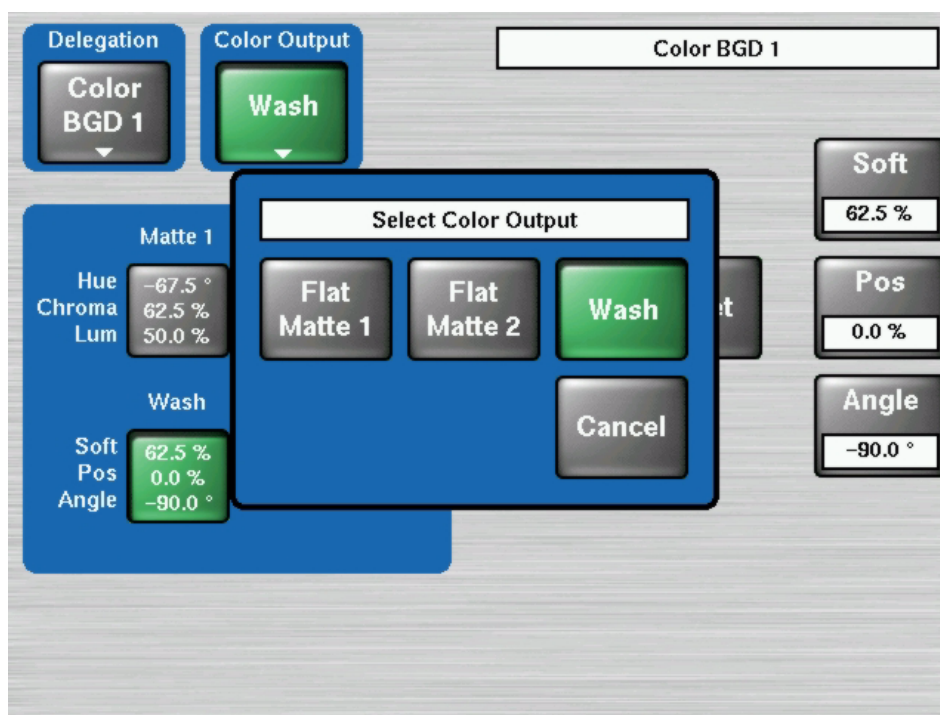 Delegation
Color Output
Color BGD 1
Color
BGD 1
Wash
Soft
62.5 %
Select Color Output
Matte 1
Hue −67.5 °
Chroma 62.5 %
Lum 50.0 %
Flat
Matte 1
Flat
Matte 2
Wash
Pos
0.0 %
Cancel
Angle
−90.0 °
Wash
Soft 62.5 %
Pos 0.0 %
Angle −90.0 °